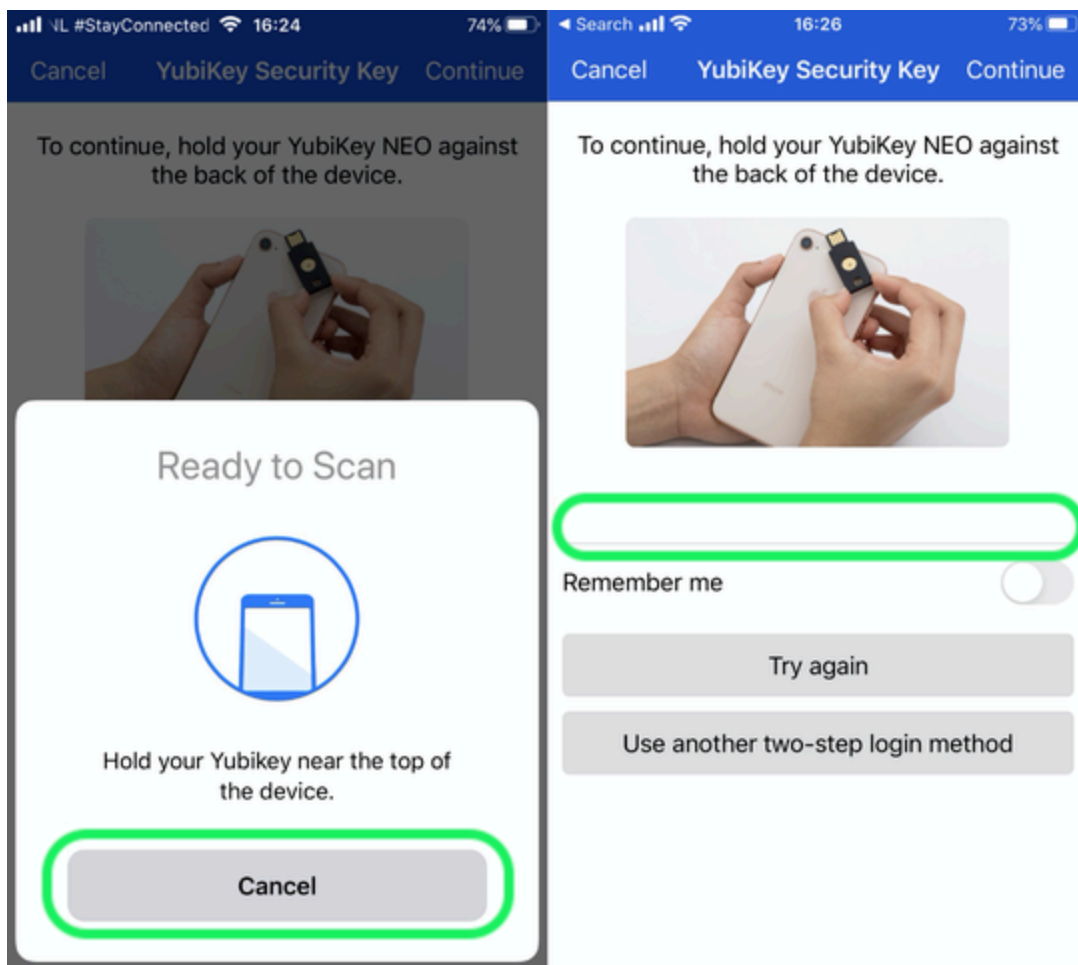 NL #StayConnected 16:24 74%
Cancel YubiKey Security Key Continue
To continue, hold your YubiKey NEO against
the back of the device.
Ready to Scan
Hold your Yubikey near the top of
the device.
Cancel
Search 16:26 73%
Cancel YubiKey Security Key Continue
To continue, hold your YubiKey NEO against
the back of the device.
Remember me
Try again
Use another two-step login method